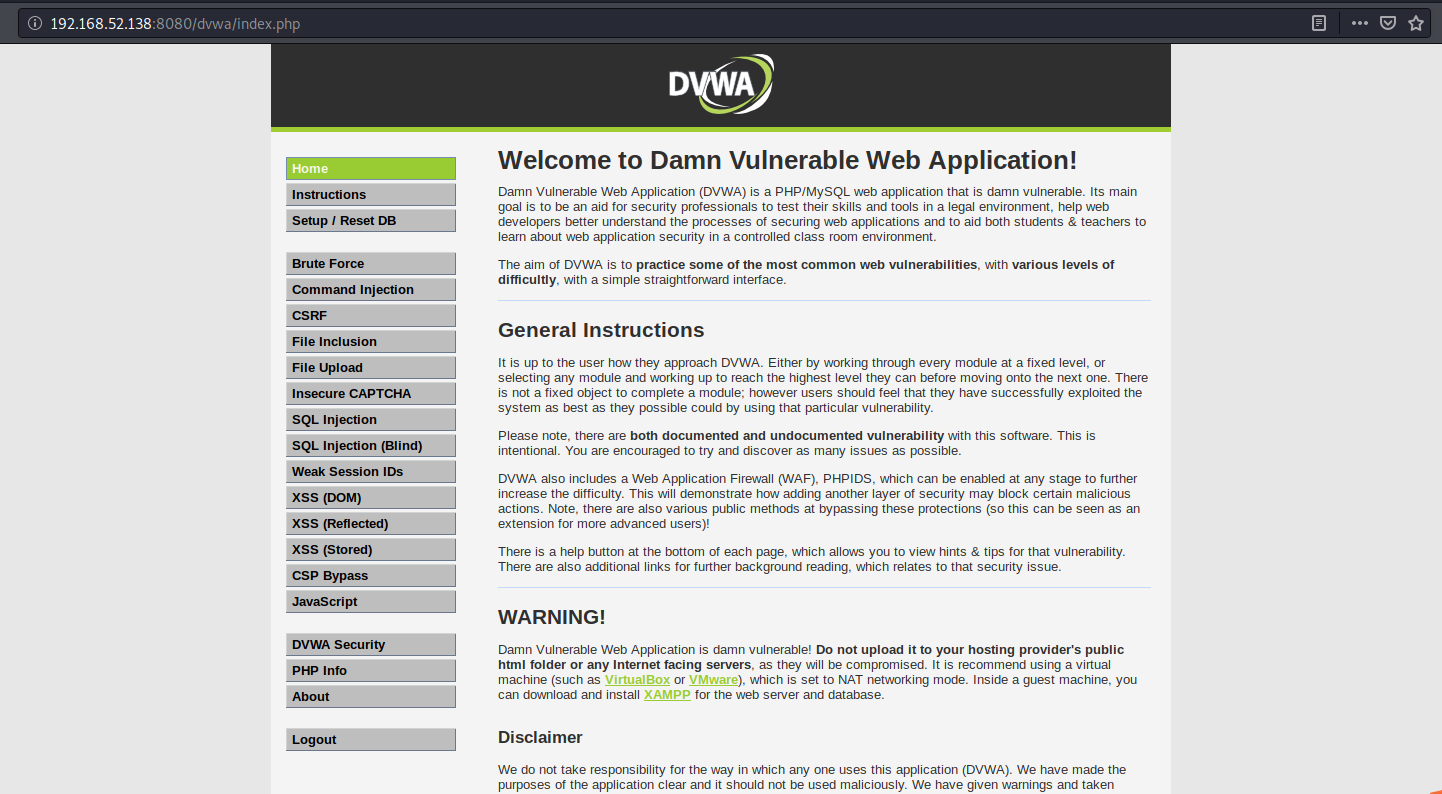 192.168.52.138:8080/dvwa/index.php
DVWA
Home
Instructions
Setup / Reset DB
Brute Force
Command Injection
CSRF
File Inclusion
File Upload
Insecure CAPTCHA
SQL Injection
SQL Injection (Blind)
Weak Session IDs
XSS (DOM)
XSS (Reflected)
XSS (Stored)
CSP Bypass
JavaScript
DVWA Security
PHP Info
About
Logout
Welcome to Damn Vulnerable Web Application!
Damn Vulnerable Web Application (DVWA) is a PHP/MySQL web application that is damn vulnerable. Its main
goal is to be an aid for security professionals to test their skills and tools in a legal environment, help web
developers better understand the processes of securing web applications and to aid both students & teachers to
learn about web application security in a controlled class room environment.
The aim of DVWA is to practice some of the most common web vulnerabilities, with various levels of
difficultly, with a simple straightforward interface.
General Instructions
It is up to the user how they approach DVWA. Either by working through every module at a fixed level, or
selecting any module and working up to reach the highest level they can before moving onto the next one. There
is not a fixed object to complete a module; however users should feel that they have successfully exploited the
system as best as they possible could by using that particular vulnerability.
Please note, there are both documented and undocumented vulnerability with this software. This is
intentional. You are encouraged to try and discover as many issues as possible.
DVWA also includes a Web Application Firewall (WAF), PHPIDS, which can be enabled at any stage to further
increase the difficulty. This will demonstrate how adding another layer of security may block certain malicious
actions. Note, there are also various public methods at bypassing these protections (so this can be seen as an
extension for more advanced users)!
There is a help button at the bottom of each page, which allows you to view hints & tips for that vulnerability.
There are also additional links for further background reading, which relates to that security issue.
WARNING!
Damn Vulnerable Web Application is damn vulnerable! Do not upload it to your hosting provider's public
html folder or any Internet facing servers, as they will be compromised. It is recommend using a virtual
machine (such as VirtualBox or VMware), which is set to NAT networking mode. Inside a guest machine, you
can download and install XAMPP for the web server and database.
Disclaimer
We do not take responsibility for the way in which any one uses this application (DVWA). We have made the
purposes of the application clear and it should not be used maliciously. We have given warnings and taken